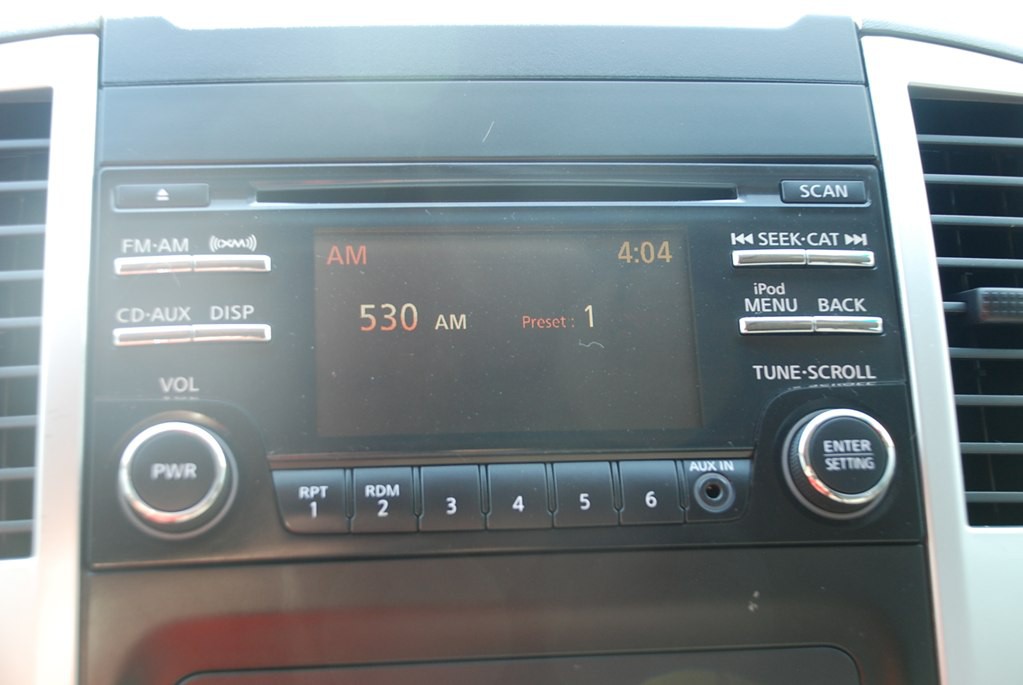 SCAN
FM·AM ((XM))
SEEK·CAT
AM 4:04
iPod
MENU BACK
CD·AUX DISP
530 AM Preset : 1
VOL
TUNE·SCROLL
PWR
ENTER
SETTING
AUX IN
RPT RDM
1 2 3 4 5 6